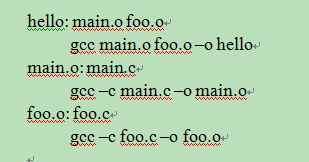 hello: main.o foo.o
gcc main.o foo.o –o hello
main.o: main.c
gcc –c main.c –o main.o
foo.o: foo.c
gcc –c foo.c –o foo.o